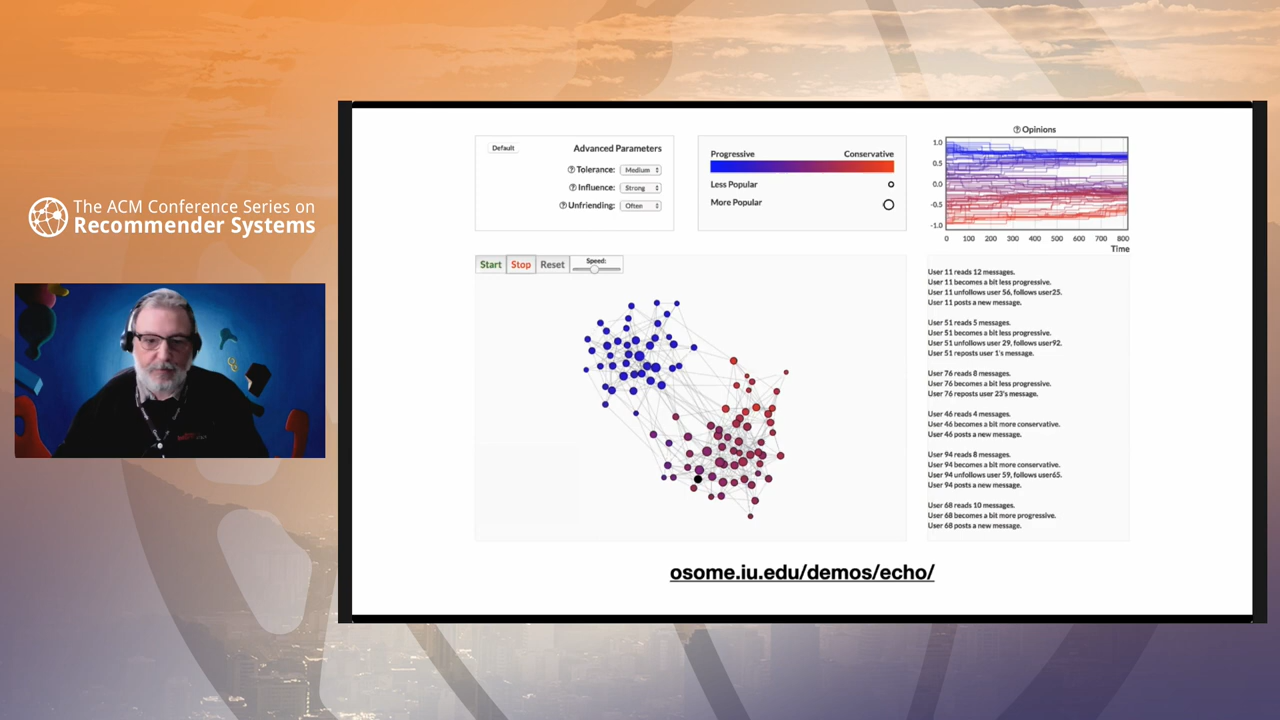 The ACM Conference Series on
Recommender Systems
Default
Advanced Parameters
Tolerance: Medium
Influence: Strong
Unfriending: Often
Progressive Conservative
Less Popular
More Popular
Opinions
1.0
0.5
0.0
-0.5
-1.0
0 100 200 300 400 500 600 700 800
Time
Start Stop Reset Speed:
User 11 reads 12 messages.
User 11 becomes a bit less progressive.
User 11 unfollows user 56, follows user25.
User 11 posts a new message.
User 51 reads 5 messages.
User 51 becomes a bit less progressive.
User 51 unfollows user 29, follows user92.
User 51 reposts user 1's message.
User 76 reads 8 messages.
User 76 becomes a bit less progressive.
User 76 reposts user 23's message.
User 46 reads 4 messages.
User 46 becomes a bit more conservative.
User 46 posts a new message.
User 94 reads 8 messages.
User 94 becomes a bit more conservative.
User 94 unfollows user 59, follows user65.
User 94 posts a new message.
User 68 reads 10 messages.
User 68 becomes a bit more progressive.
User 68 posts a new message.
osome.iu.edu/demos/echo/